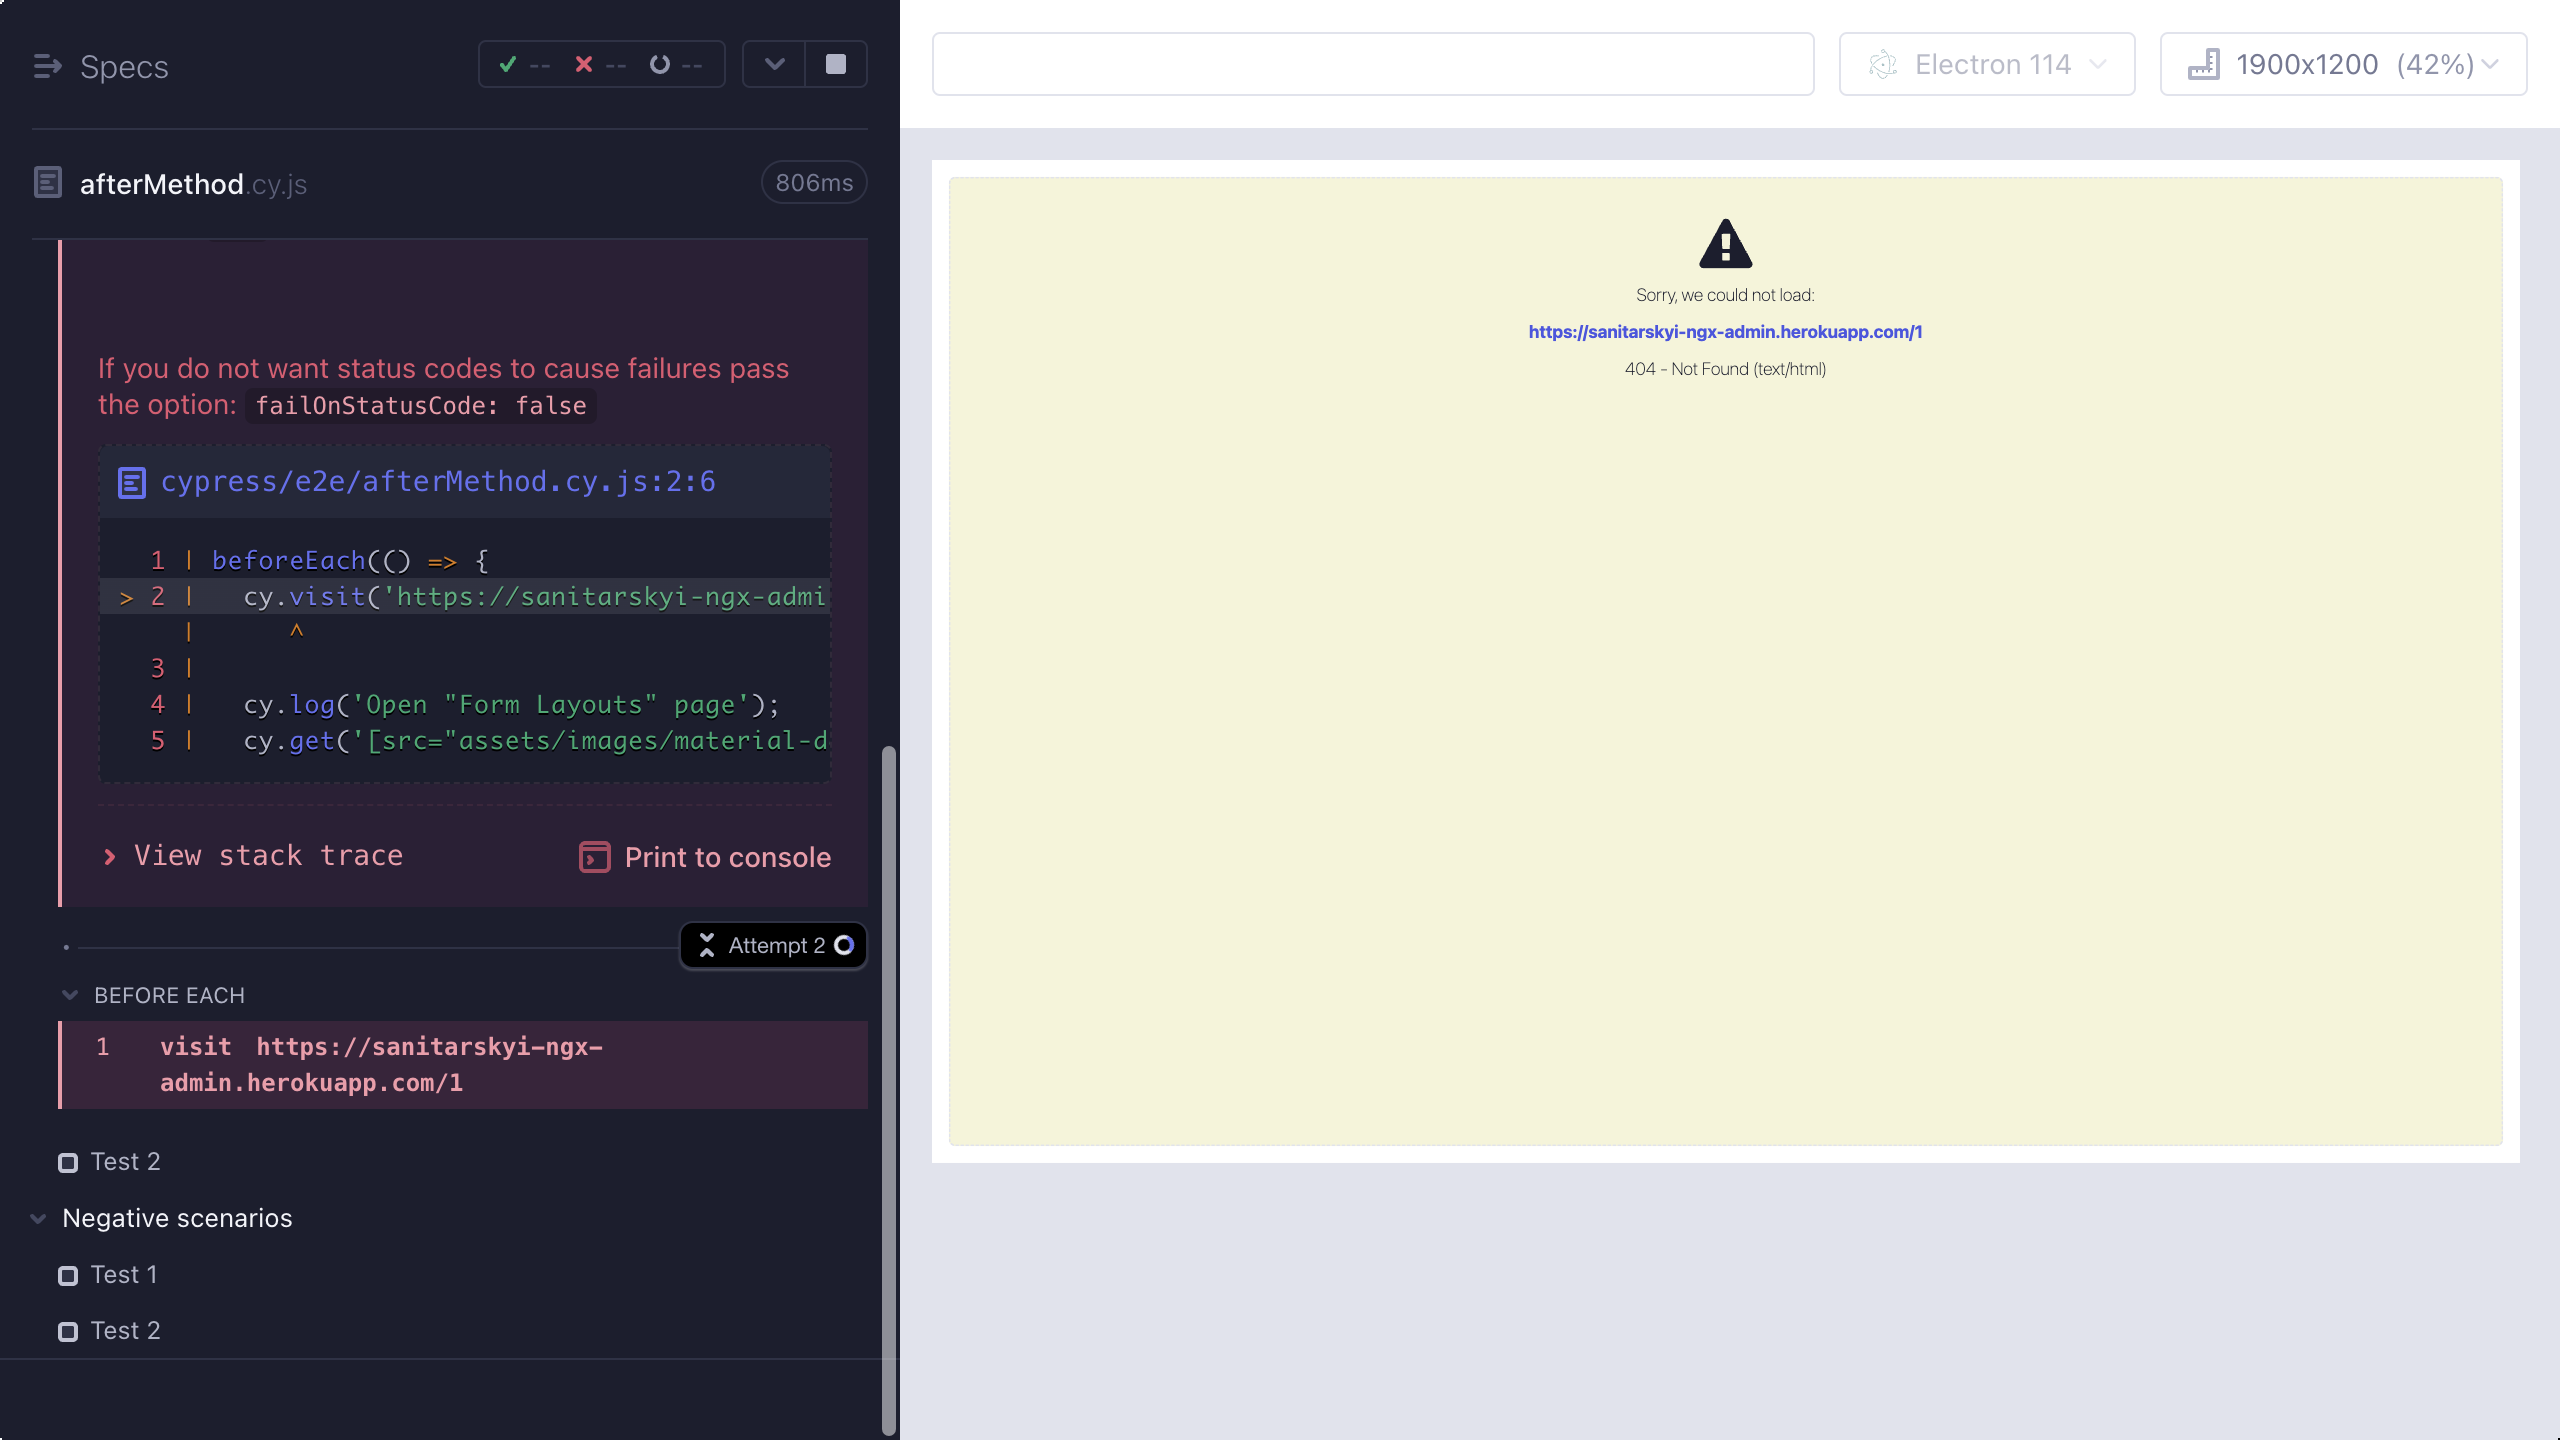 Specs
-- -- --
Electron 114
1900x1200 (42%)
afterMethod.cy.js
806ms
If you do not want status codes to cause failures pass
the option: failOnStatusCode: false
cypress/e2e/afterMethod.cy.js:2:6
1 | beforeEach(() => {
> 2 | cy.visit('https://sanitarskyi-ngx-admi
| ^
3 |
4 | cy.log('Open "Form Layouts" page');
5 | cy.get('[src="assets/images/material-d
View stack trace
Print to console
Attempt 2
BEFORE EACH
1 visit https://sanitarskyi-ngx-
admin.herokuapp.com/1
Test 2
Negative scenarios
Test 1
Test 2
Sorry, we could not load:
https://sanitarskyi-ngx-admin.herokuapp.com/1
404 - Not Found (text/html)